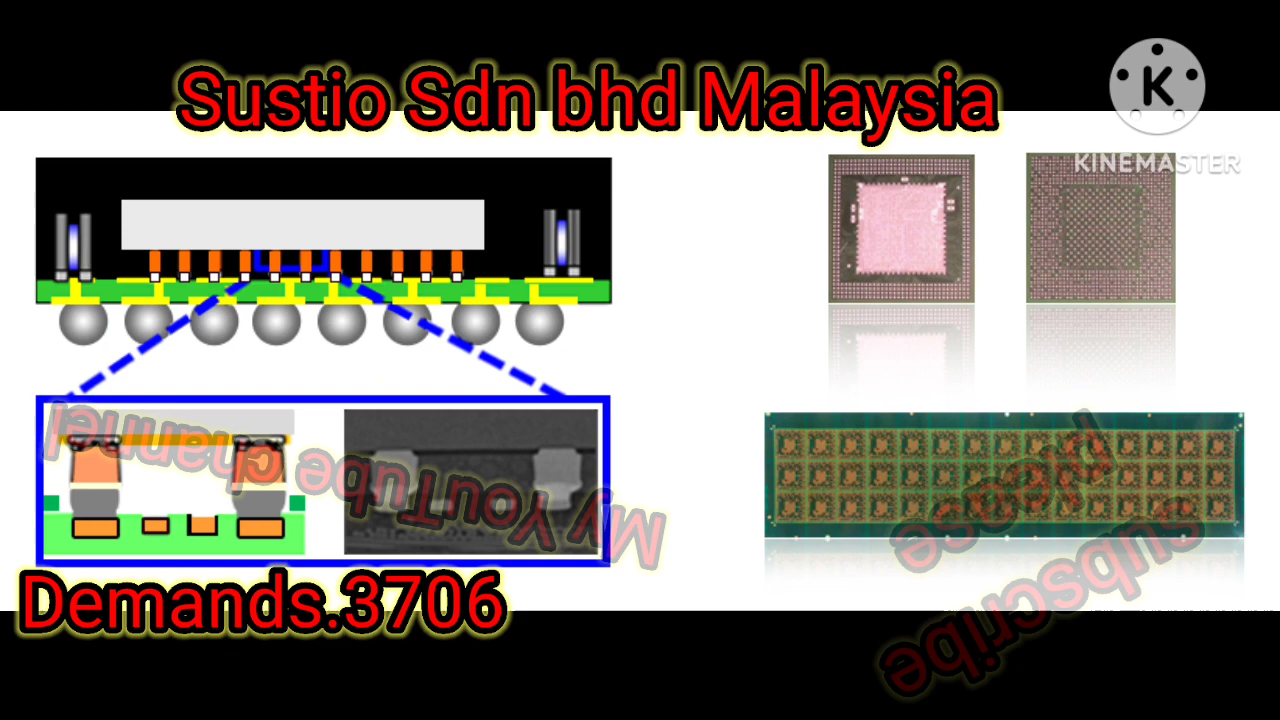 Sustio Sdn bhd Malaysia
K
KINEMASTER
My YouTube channel
please
subscribe
Demands.3706